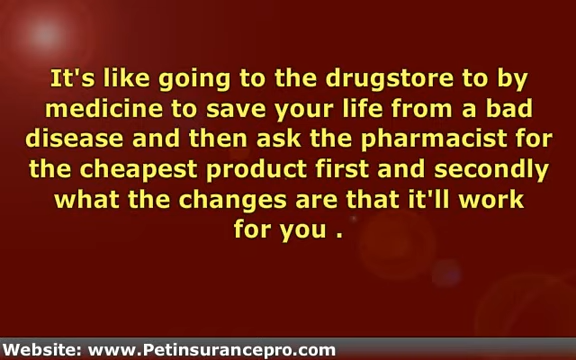 It's like going to the drugstore to by
medicine to save your life from a bad
disease and then ask the pharmacist for
the cheapest product first and secondly
what the changes are that it'll work
for you .
Website: www.Petinsurancepro.com